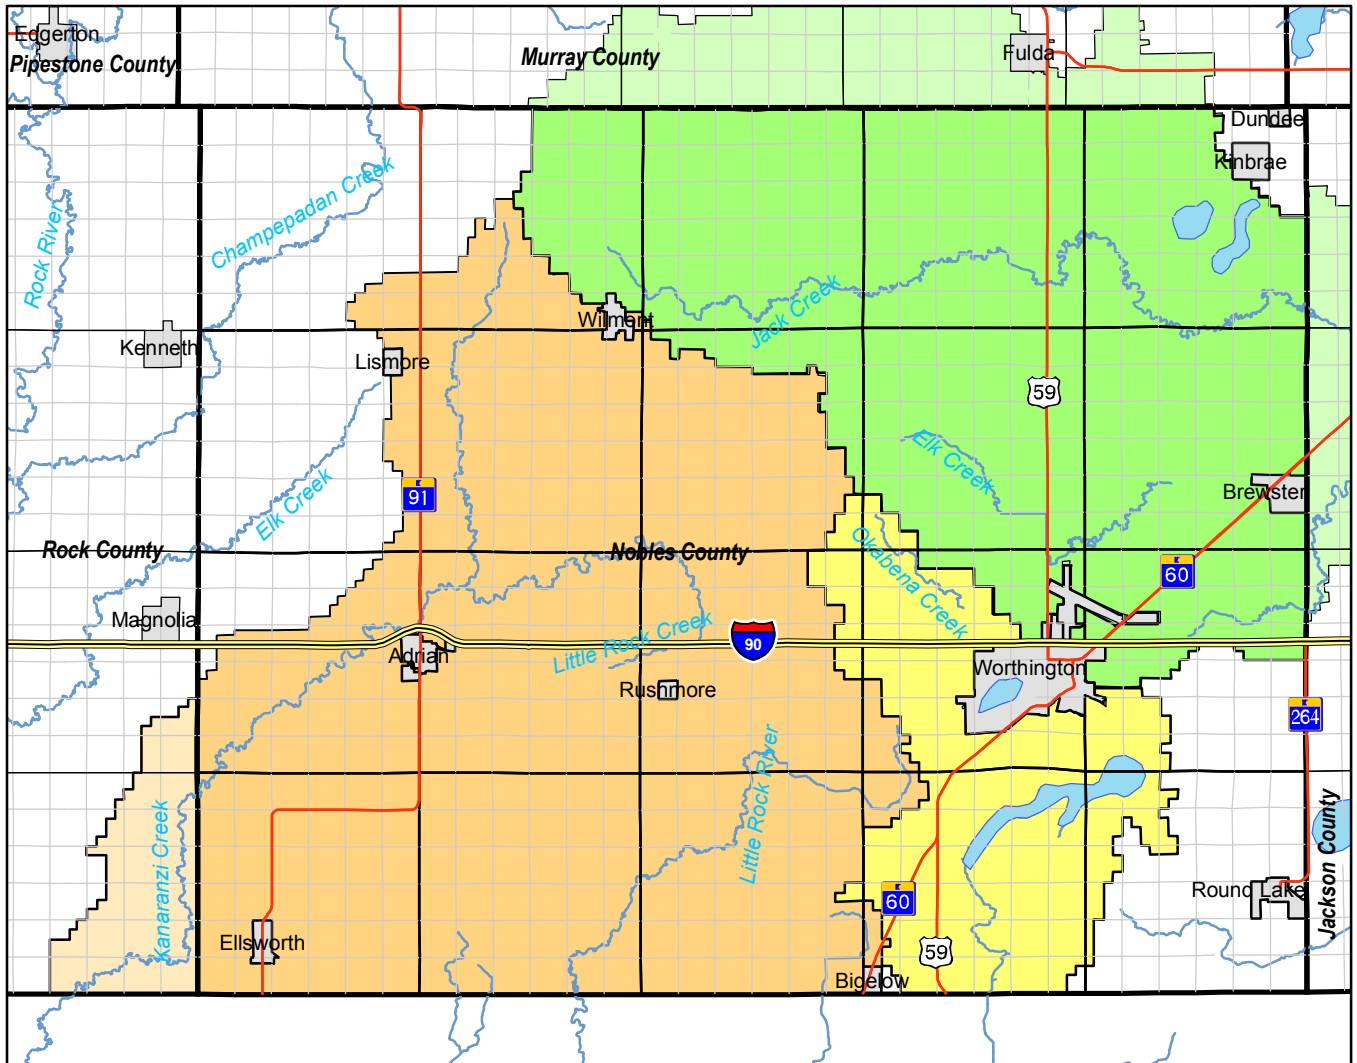 Edgerton
Pipestone County
Murray County
Fulda
Dundee
Kinbrae
Champepadan Creek
Rock River
Jack Creek
Wilmont
Kenneth
Lismore
59
Elk Creek
91
Elk Creek
Brewster
Rock County
Nobles County
Okabena Creek
60
Magnolia
Little Rock Creek
90
Adrian
Worthington
Rushmore
264
Little Rock River
Kanaranzi Creek
Jackson County
Round Lake
60
Ellsworth
59
Bigelow